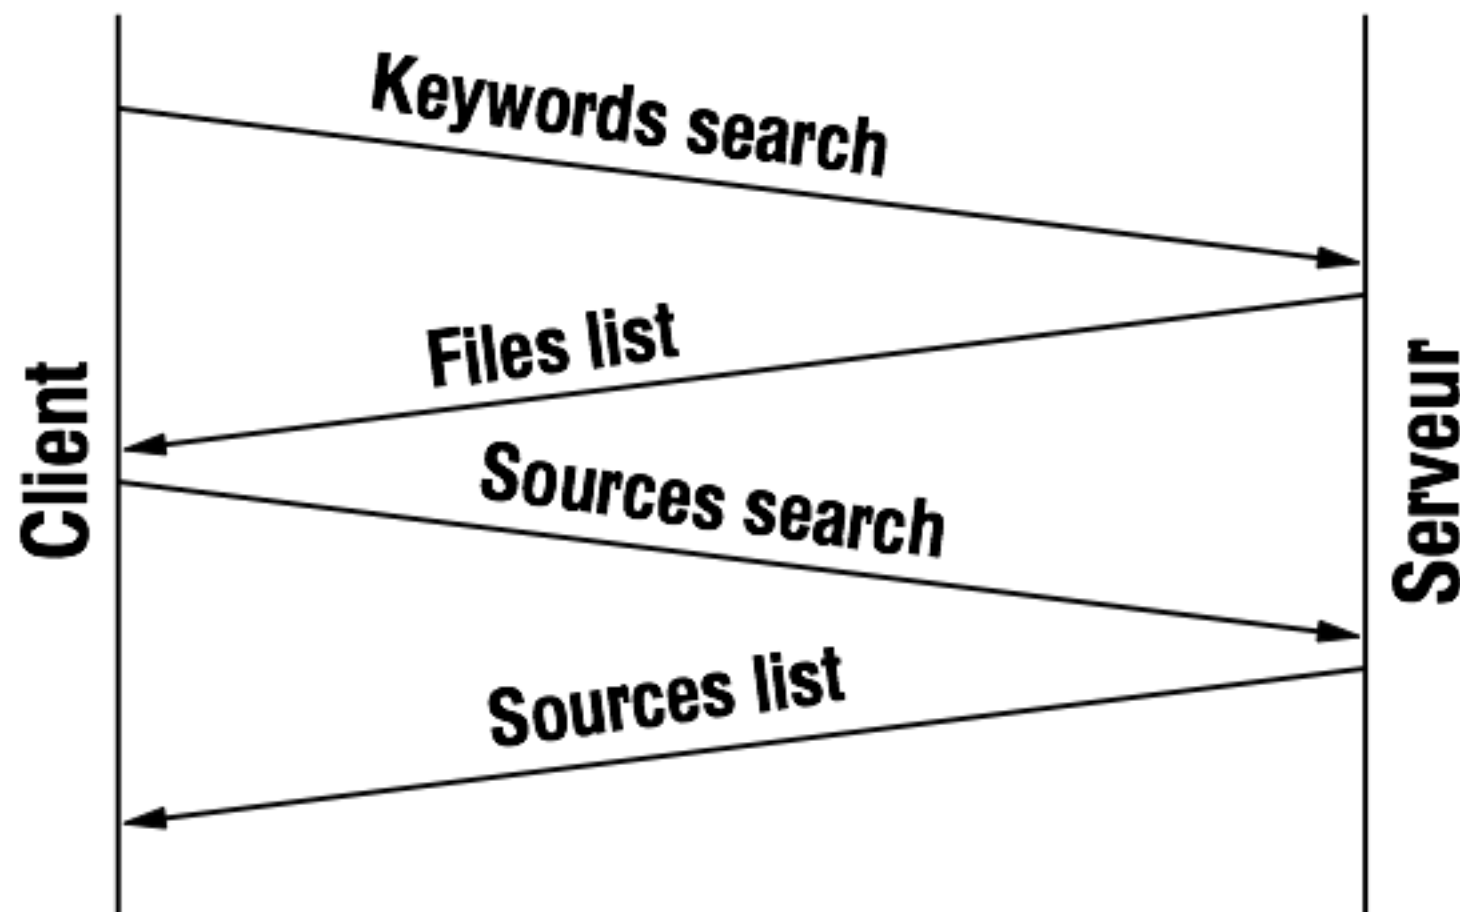 Keywords search
Files list
Sources search
Sources list
Client
Serveur